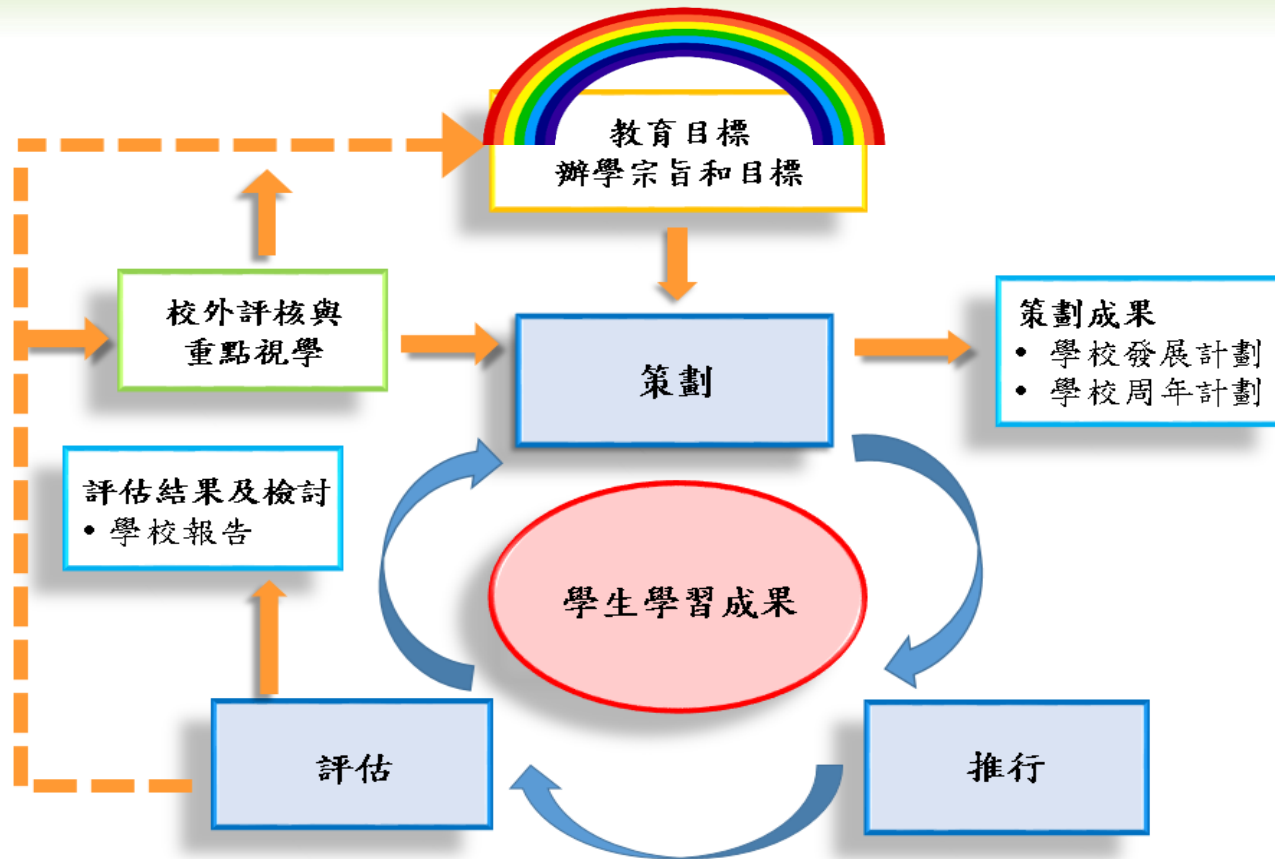 教育目標
辦學宗旨和目標
校外評核與
重點視學
策劃
策劃成果
• 學校發展計劃
• 學校周年計劃
評估結果及檢討
• 學校報告
學生學習成果
評估
推行